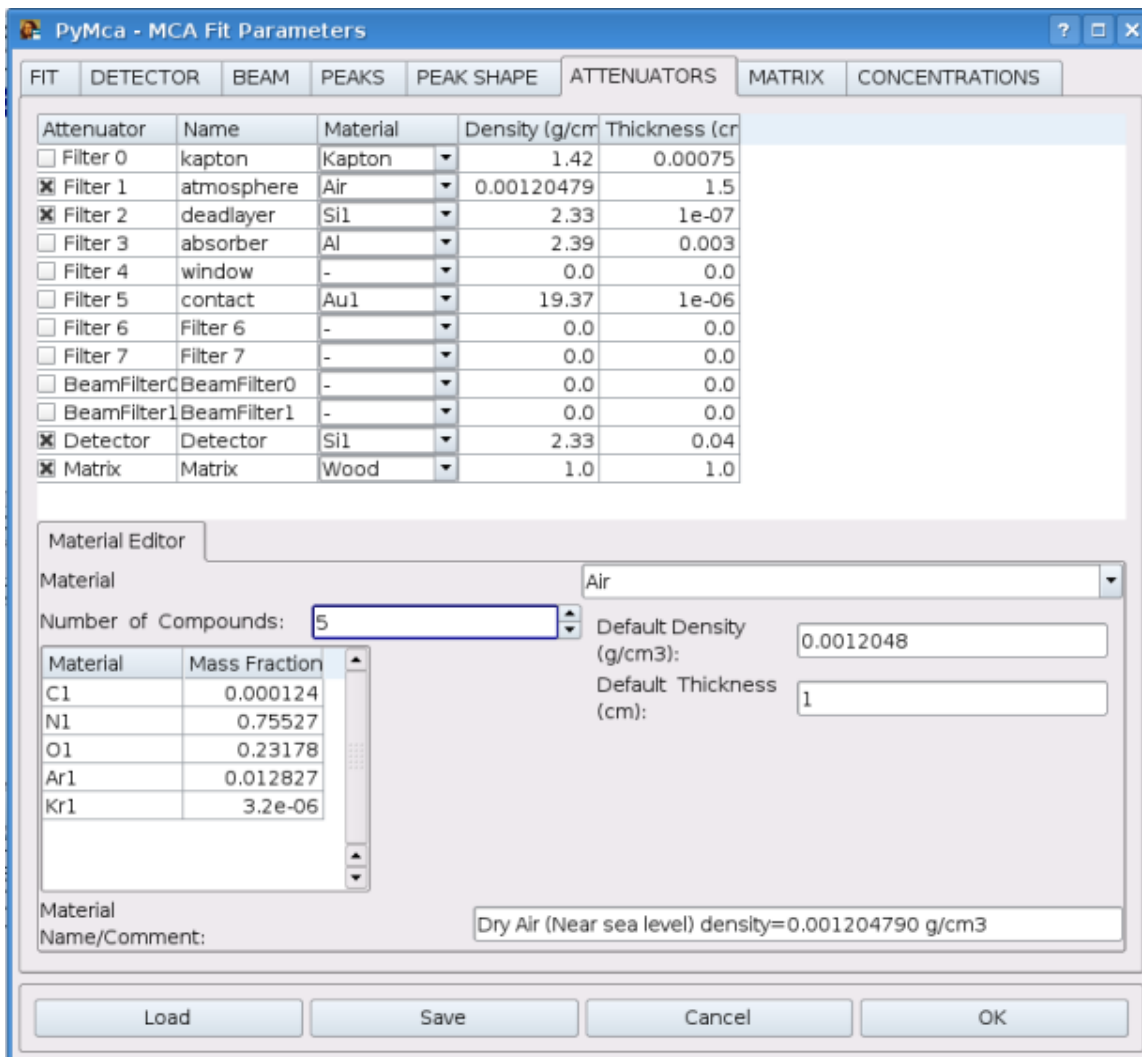 PyMca - MCA Fit Parameters
FIT DETECTOR BEAM PEAKS PEAK SHAPE ATTENUATORS MATRIX CONCENTRATIONS
Attenuator Name Material Density (g/cm Thickness (cr
Filter 0 kapton Kapton 1.42 0.00075
Filter 1 atmosphere Air 0.00120479 1.5
Filter 2 deadlayer Si1 2.33 1e-07
Filter 3 absorber Al 2.39 0.003
Filter 4 window - 0.0 0.0
Filter 5 contact Au1 19.37 1e-06
Filter 6 Filter 6 - 0.0 0.0
Filter 7 Filter 7 - 0.0 0.0
BeamFilter0 BeamFilter0 - 0.0 0.0
BeamFilter1 BeamFilter1 - 0.0 0.0
Detector Detector Si1 2.33 0.04
Matrix Matrix Wood 1.0 1.0
Material Editor
Material Air
Number of Compounds: 5
Default Density
(g/cm3): 0.0012048
Default Thickness
(cm): 1
Material Mass Fraction
C1 0.000124
N1 0.75527
O1 0.23178
Ar1 0.012827
Kr1 3.2e-06
Material
Name/Comment:
Dry Air (Near sea level) density=0.001204790 g/cm3
Load Save Cancel OK